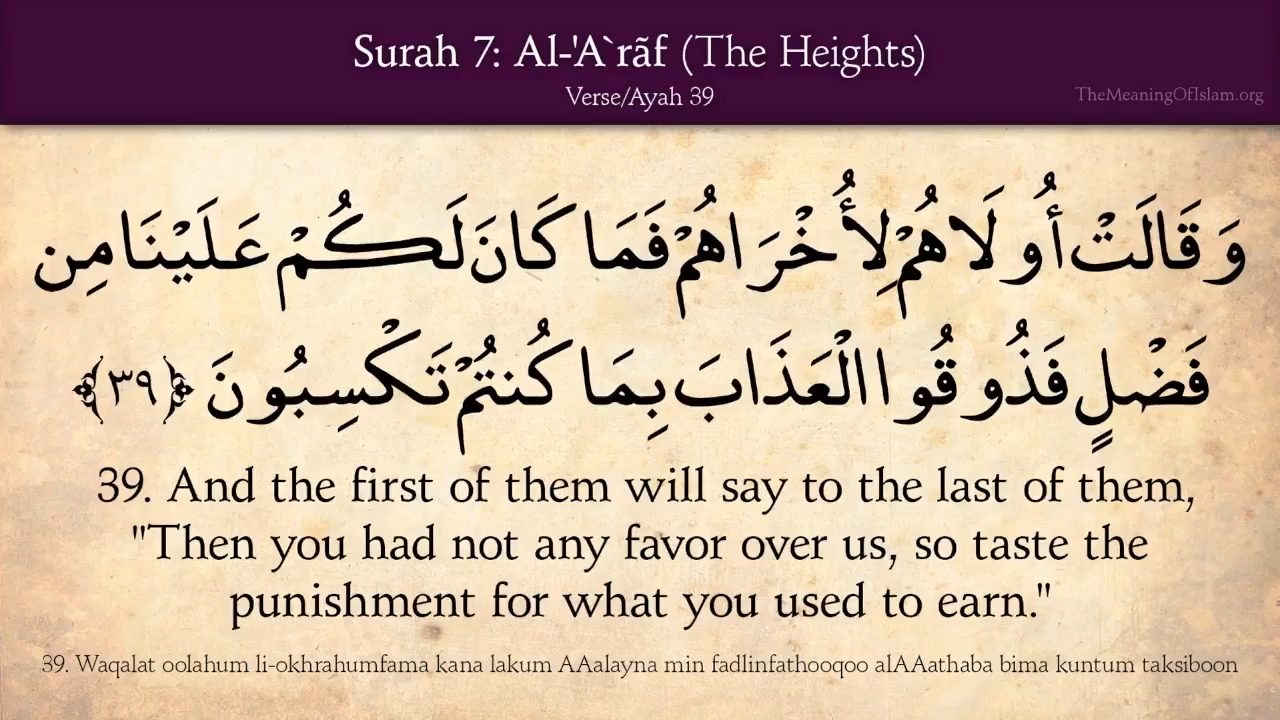 Surah 7: Al-'A`rãf (The Heights)
Verse/Ayah 39
TheMeaningOfIslam.org
وَقَالَتْ أُولَاهُمْ لِأُخْرَاهُمْ فَمَا كَانَ لَكُمْ عَلَيْنَا مِن
فَضْلٍ فَذُوقُوا الْعَذَابَ بِمَا كُنتُمْ تَكْسِبُونَ ﴿٣٩﴾
39. And the first of them will say to the last of them,
"Then you had not any favor over us, so taste the
punishment for what you used to earn."
39. Waqalat oolahum li-okhrahumfama kana lakum AAalayna min fadlinfathooqoo alAAathaba bima kuntum taksiboon